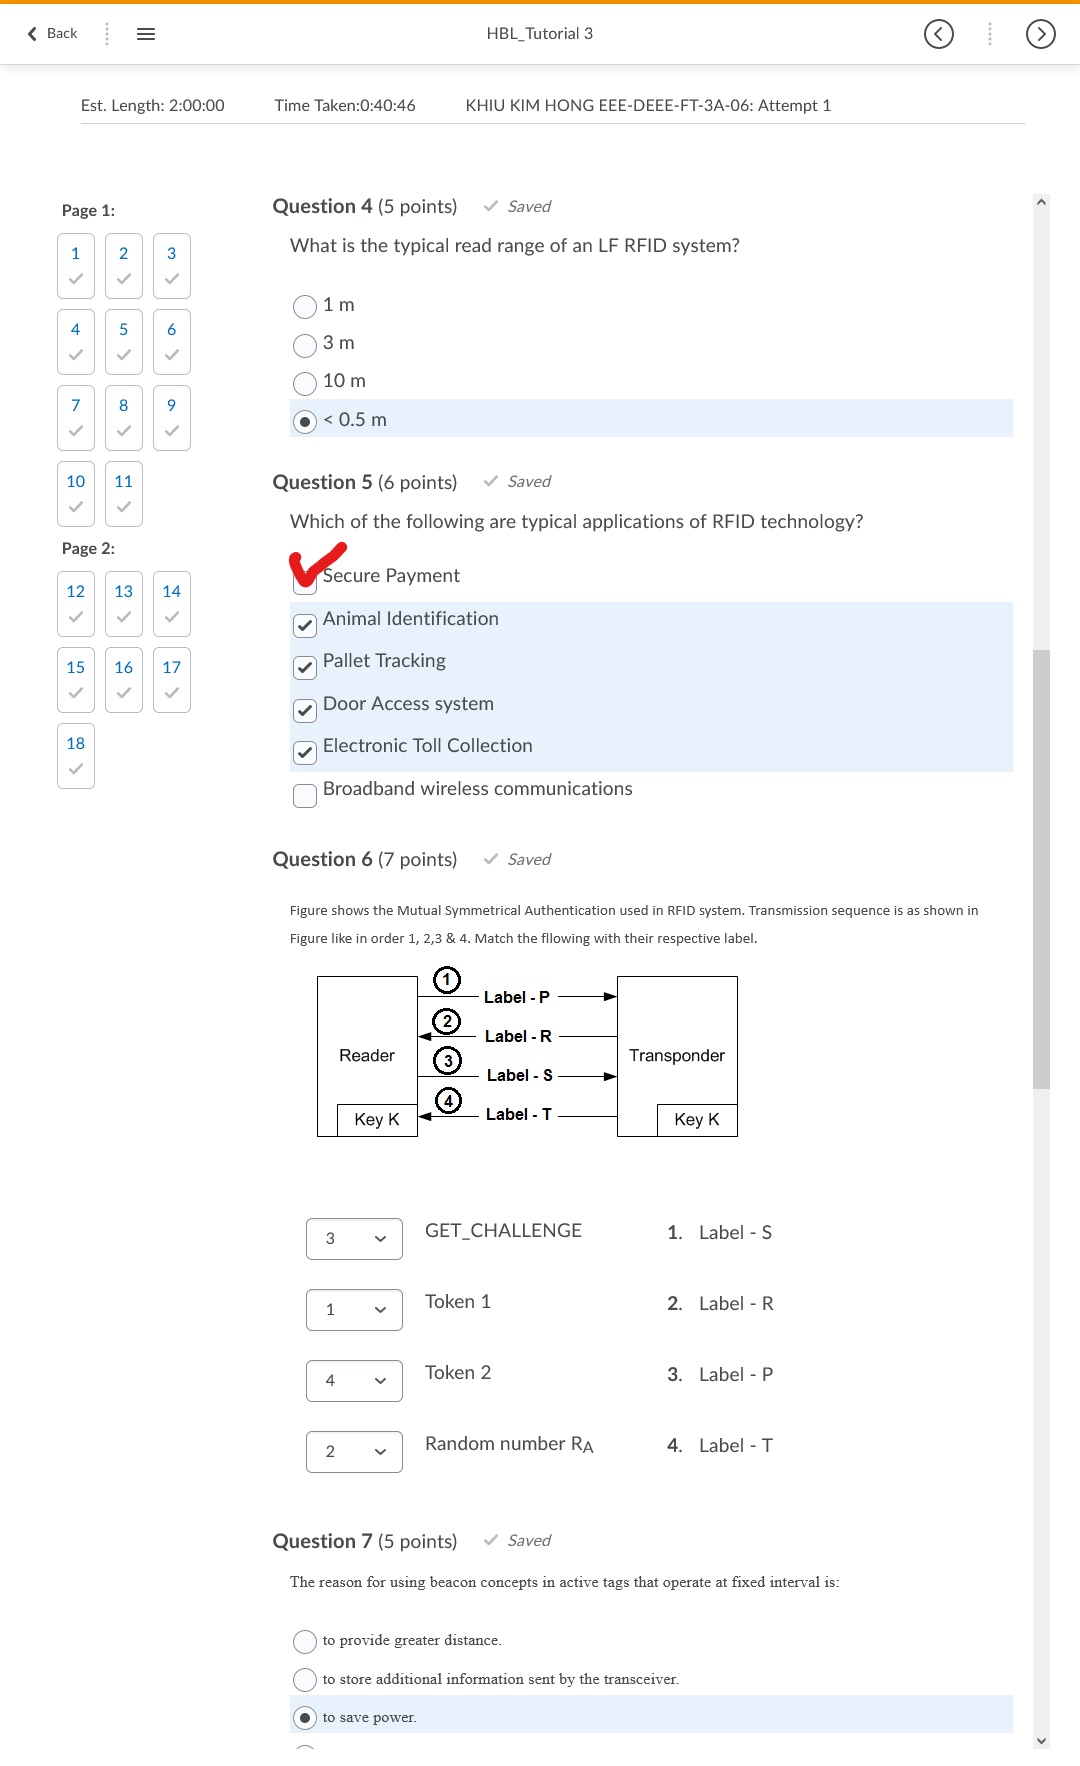 Back
HBL_Tutorial 3
Est. Length: 2:00:00 Time Taken:0:40:46 KHIU KIM HONG EEE-DEEE-FT-3A-06: Attempt 1
Page 1:
1 2 3
4 5 6
7 8 9
10 11
Page 2:
12 13 14
15 16 17
18
Question 4 (5 points) Saved
What is the typical read range of an LF RFID system?
1 m
3 m
10 m
< 0.5 m
Question 5 (6 points) Saved
Which of the following are typical applications of RFID technology?
Secure Payment
Animal Identification
Pallet Tracking
Door Access system
Electronic Toll Collection
Broadband wireless communications
Question 6 (7 points) Saved
Figure shows the Mutual Symmetrical Authentication used in RFID system. Transmission sequence is as shown in
Figure like in order 1, 2,3 & 4. Match the fllowing with their respective label.
1
Label - P
2
Label - R
Reader
3
Transponder
Label - S
4
Label - T
Key K
Key K
3 GET_CHALLENGE 1. Label - S
1 Token 1 2. Label - R
4 Token 2 3. Label - P
2 Random number RA 4. Label - T
Question 7 (5 points) Saved
The reason for using beacon concepts in active tags that operate at fixed interval is:
to provide greater distance.
to store additional information sent by the transceiver.
to save power.